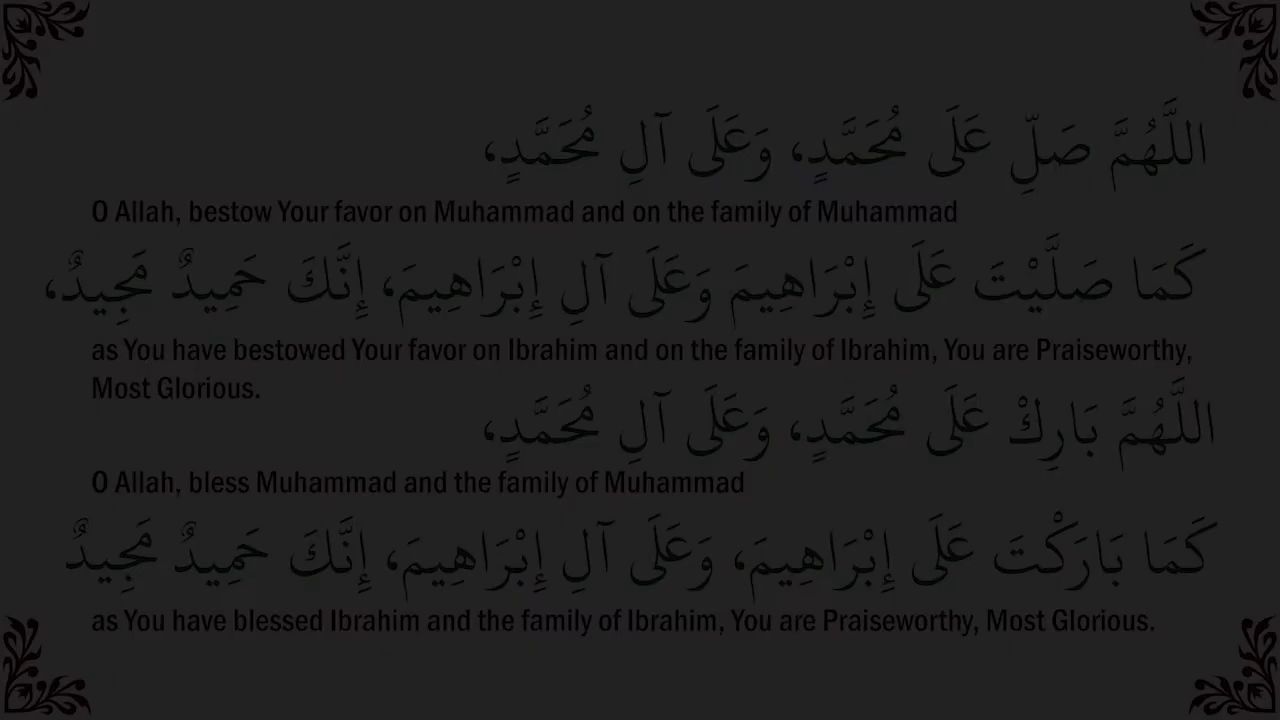 اللَّهُمَّ صَلِّ عَلَى مُحَمَّدٍ، وَعَلَى آلِ مُحَمَّدٍ،
O Allah, bestow Your favor on Muhammad and on the family of Muhammad
كَمَا صَلَّيْتَ عَلَى إِبْرَاهِيمَ وَعَلَى آلِ إِبْرَاهِيمَ، إِنَّكَ حَمِيدٌ مَجِيدٌ،
as You have bestowed Your favor on Ibrahim and on the family of Ibrahim, You are Praiseworthy,
Most Glorious.
اللَّهُمَّ بَارِكْ عَلَى مُحَمَّدٍ، وَعَلَى آلِ مُحَمَّدٍ،
O Allah, bless Muhammad and the family of Muhammad
كَمَا بَارَكْتَ عَلَى إِبْرَاهِيمَ، وَعَلَى آلِ إِبْرَاهِيمَ، إِنَّكَ حَمِيدٌ مَجِيدٌ
as You have blessed Ibrahim and the family of Ibrahim, You are Praiseworthy, Most Glorious.